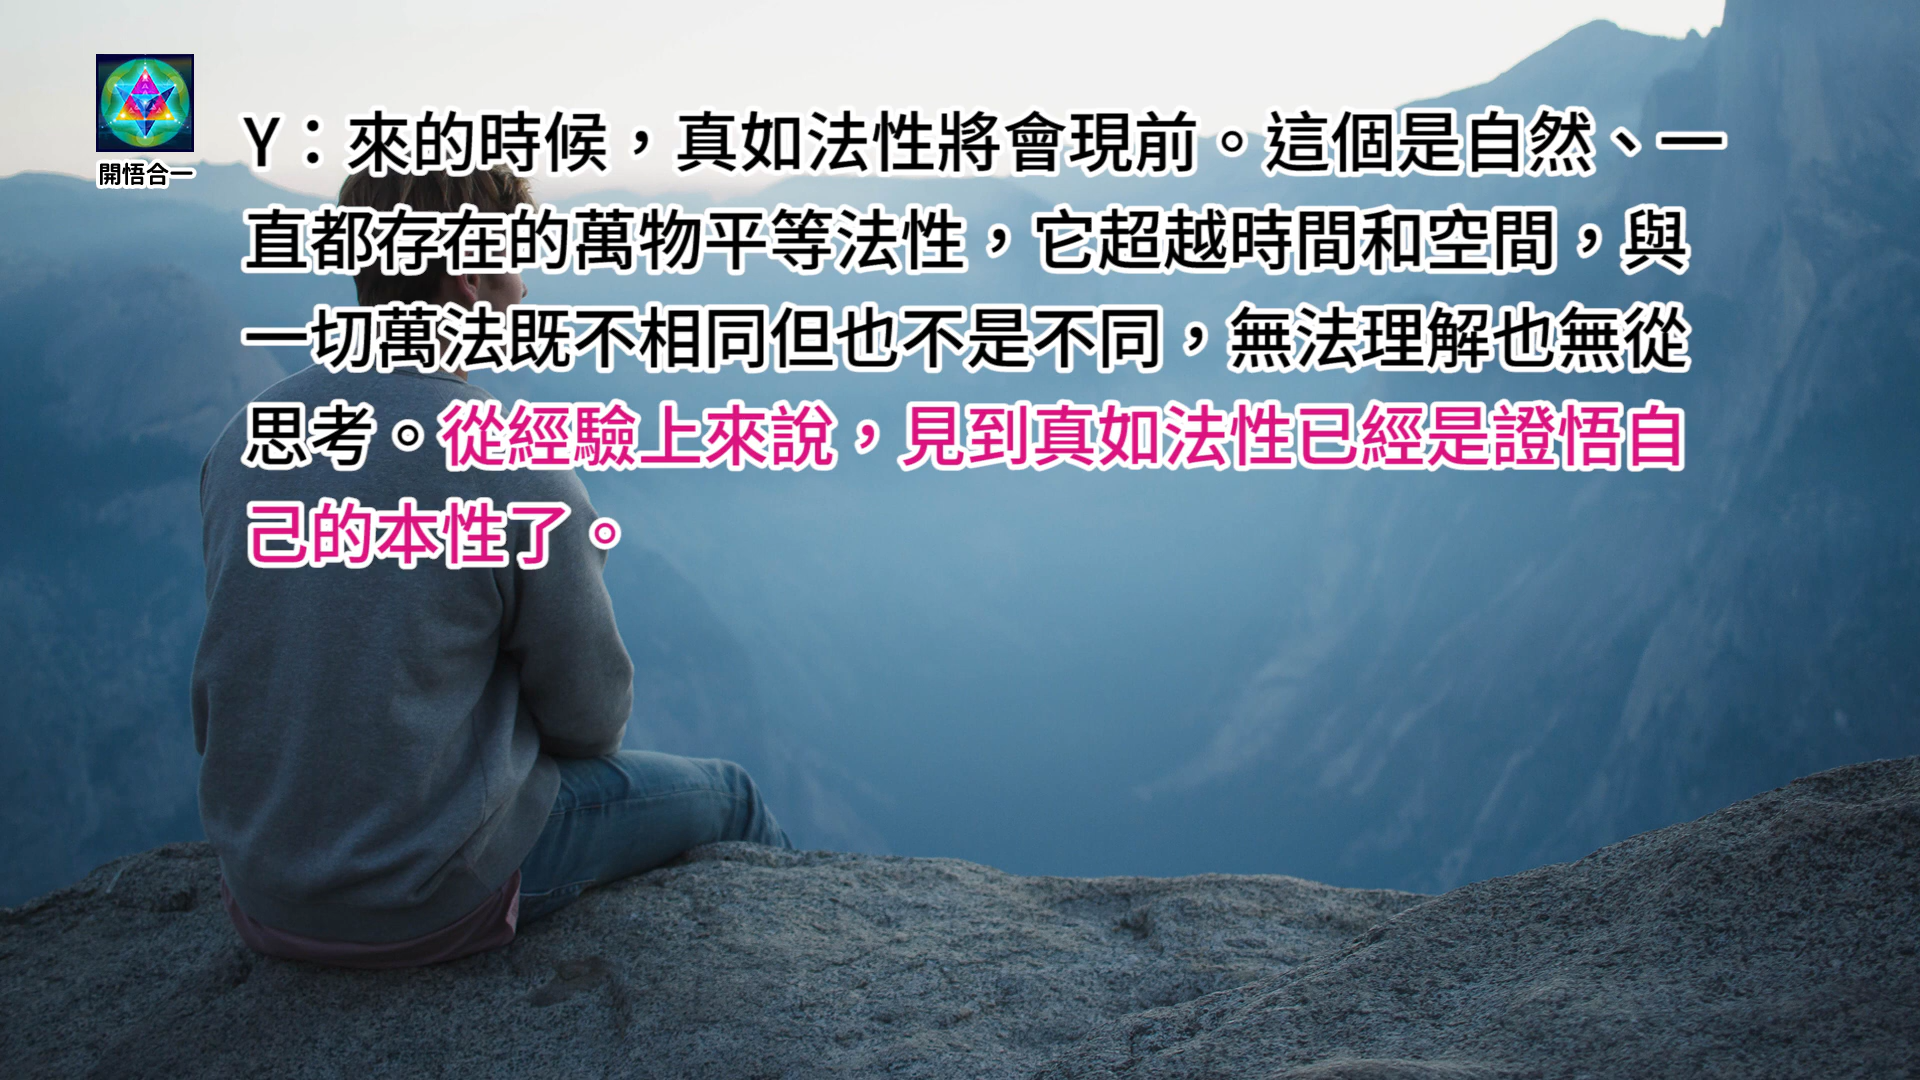 開悟合一
Y：來的時候，真如法性將會現前。這個是自然、一
直都存在的萬物平等法性，它超越時間和空間，與
一切萬法既不相同但也不是不同，無法理解也無從
思考。從經驗上來說，見到真如法性已經是證悟自
己的本性了。